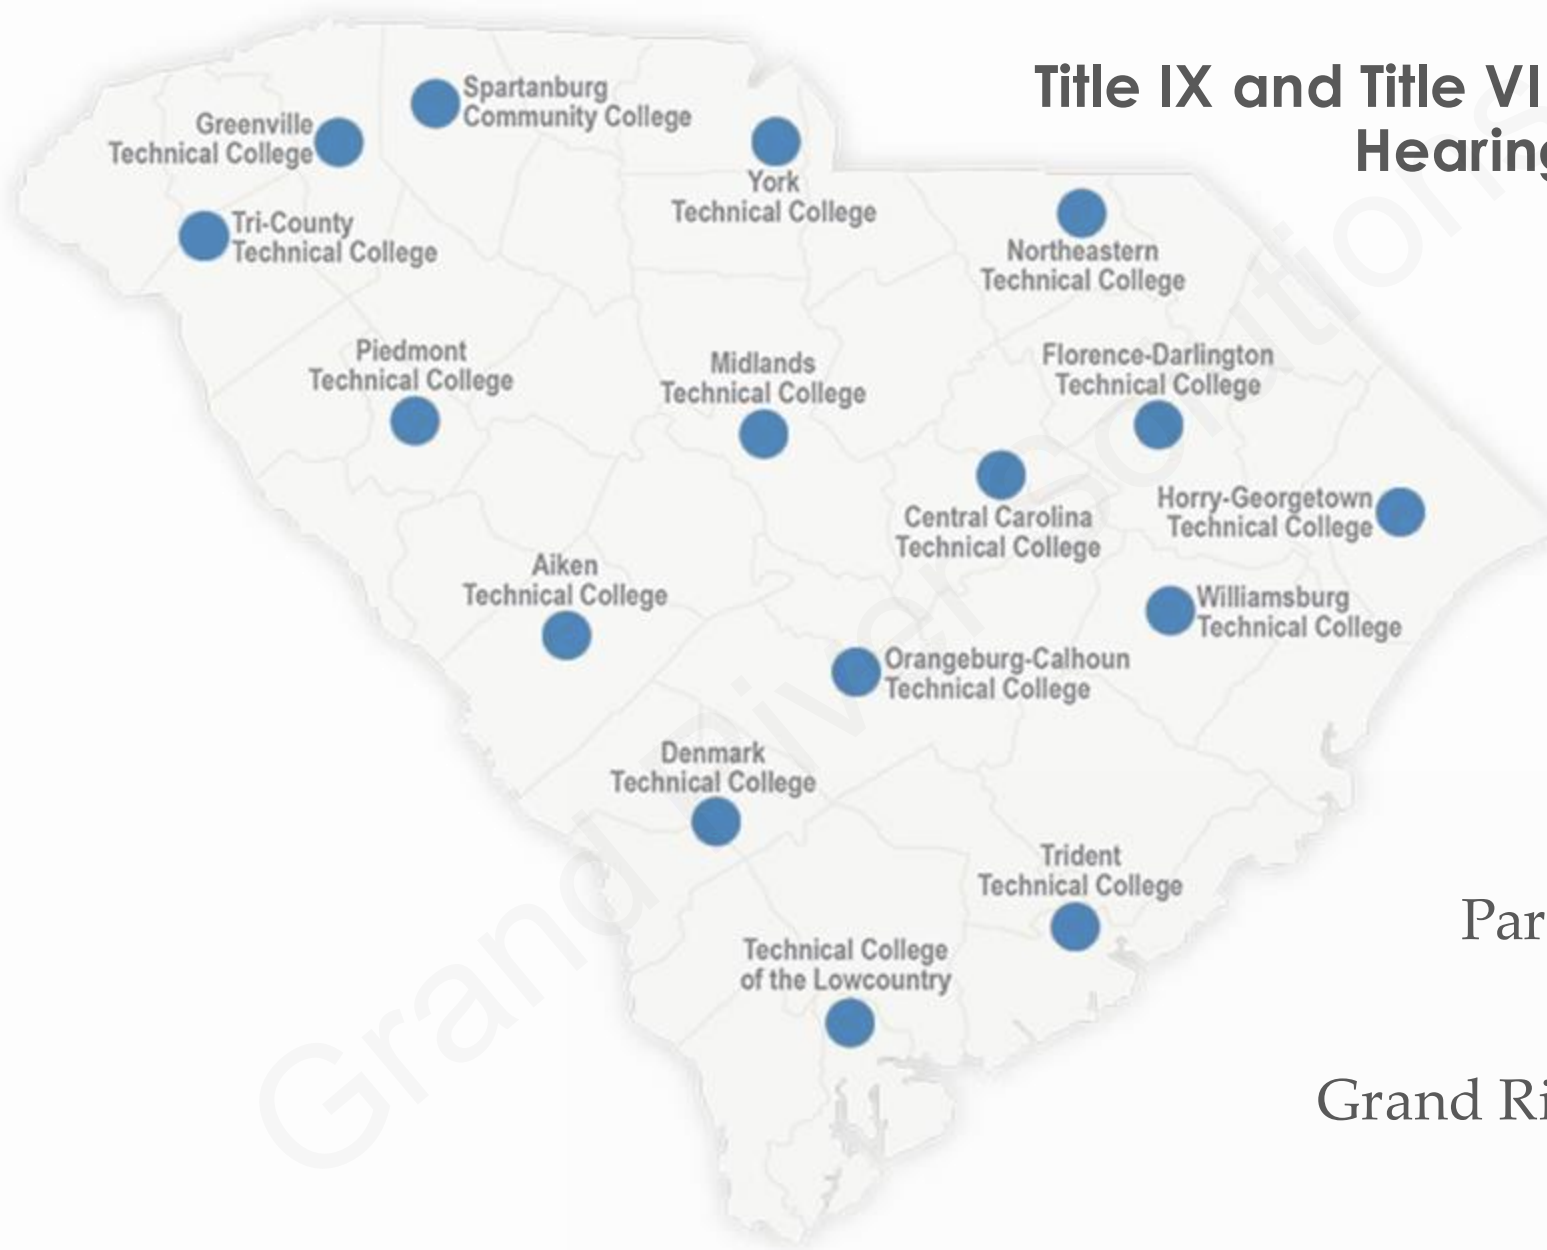 Title IX and Title VI
Hearing
Spartanburg
Community College
Greenville
Technical College
York
Technical College
Tri-County
Technical College
Northeastern
Technical College
Piedmont
Technical College
Midlands
Technical College
Florence-Darlington
Technical College
Central Carolina
Technical College
Horry-Georgetown
Technical College
Aiken
Technical College
Williamsburg
Technical College
Orangeburg-Calhoun
Technical College
Denmark
Technical College
Trident
Technical College
Technical College
of the Lowcountry
Par
Grand Ri
Grand River Solutions